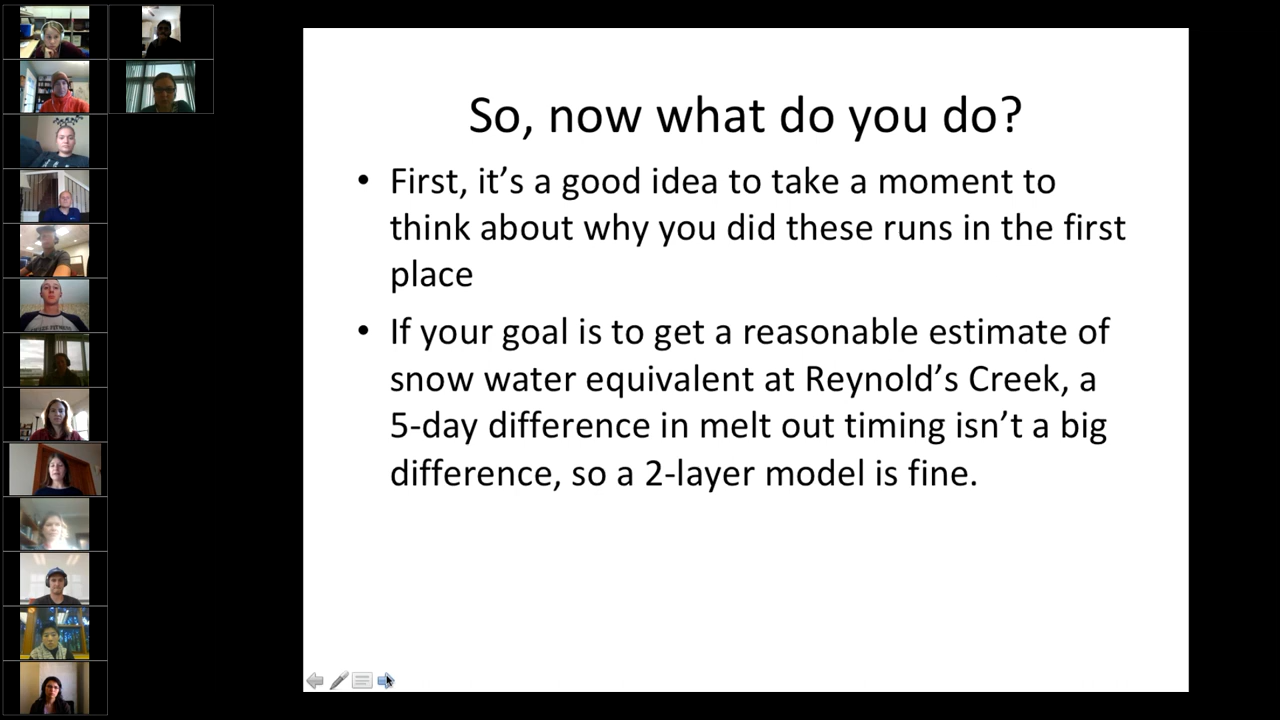 So, now what do you do?
• First, it’s a good idea to take a moment to
think about why you did these runs in the first
place
• If your goal is to get a reasonable estimate of
snow water equivalent at Reynold’s Creek, a
5-day difference in melt out timing isn’t a big
difference, so a 2-layer model is fine.